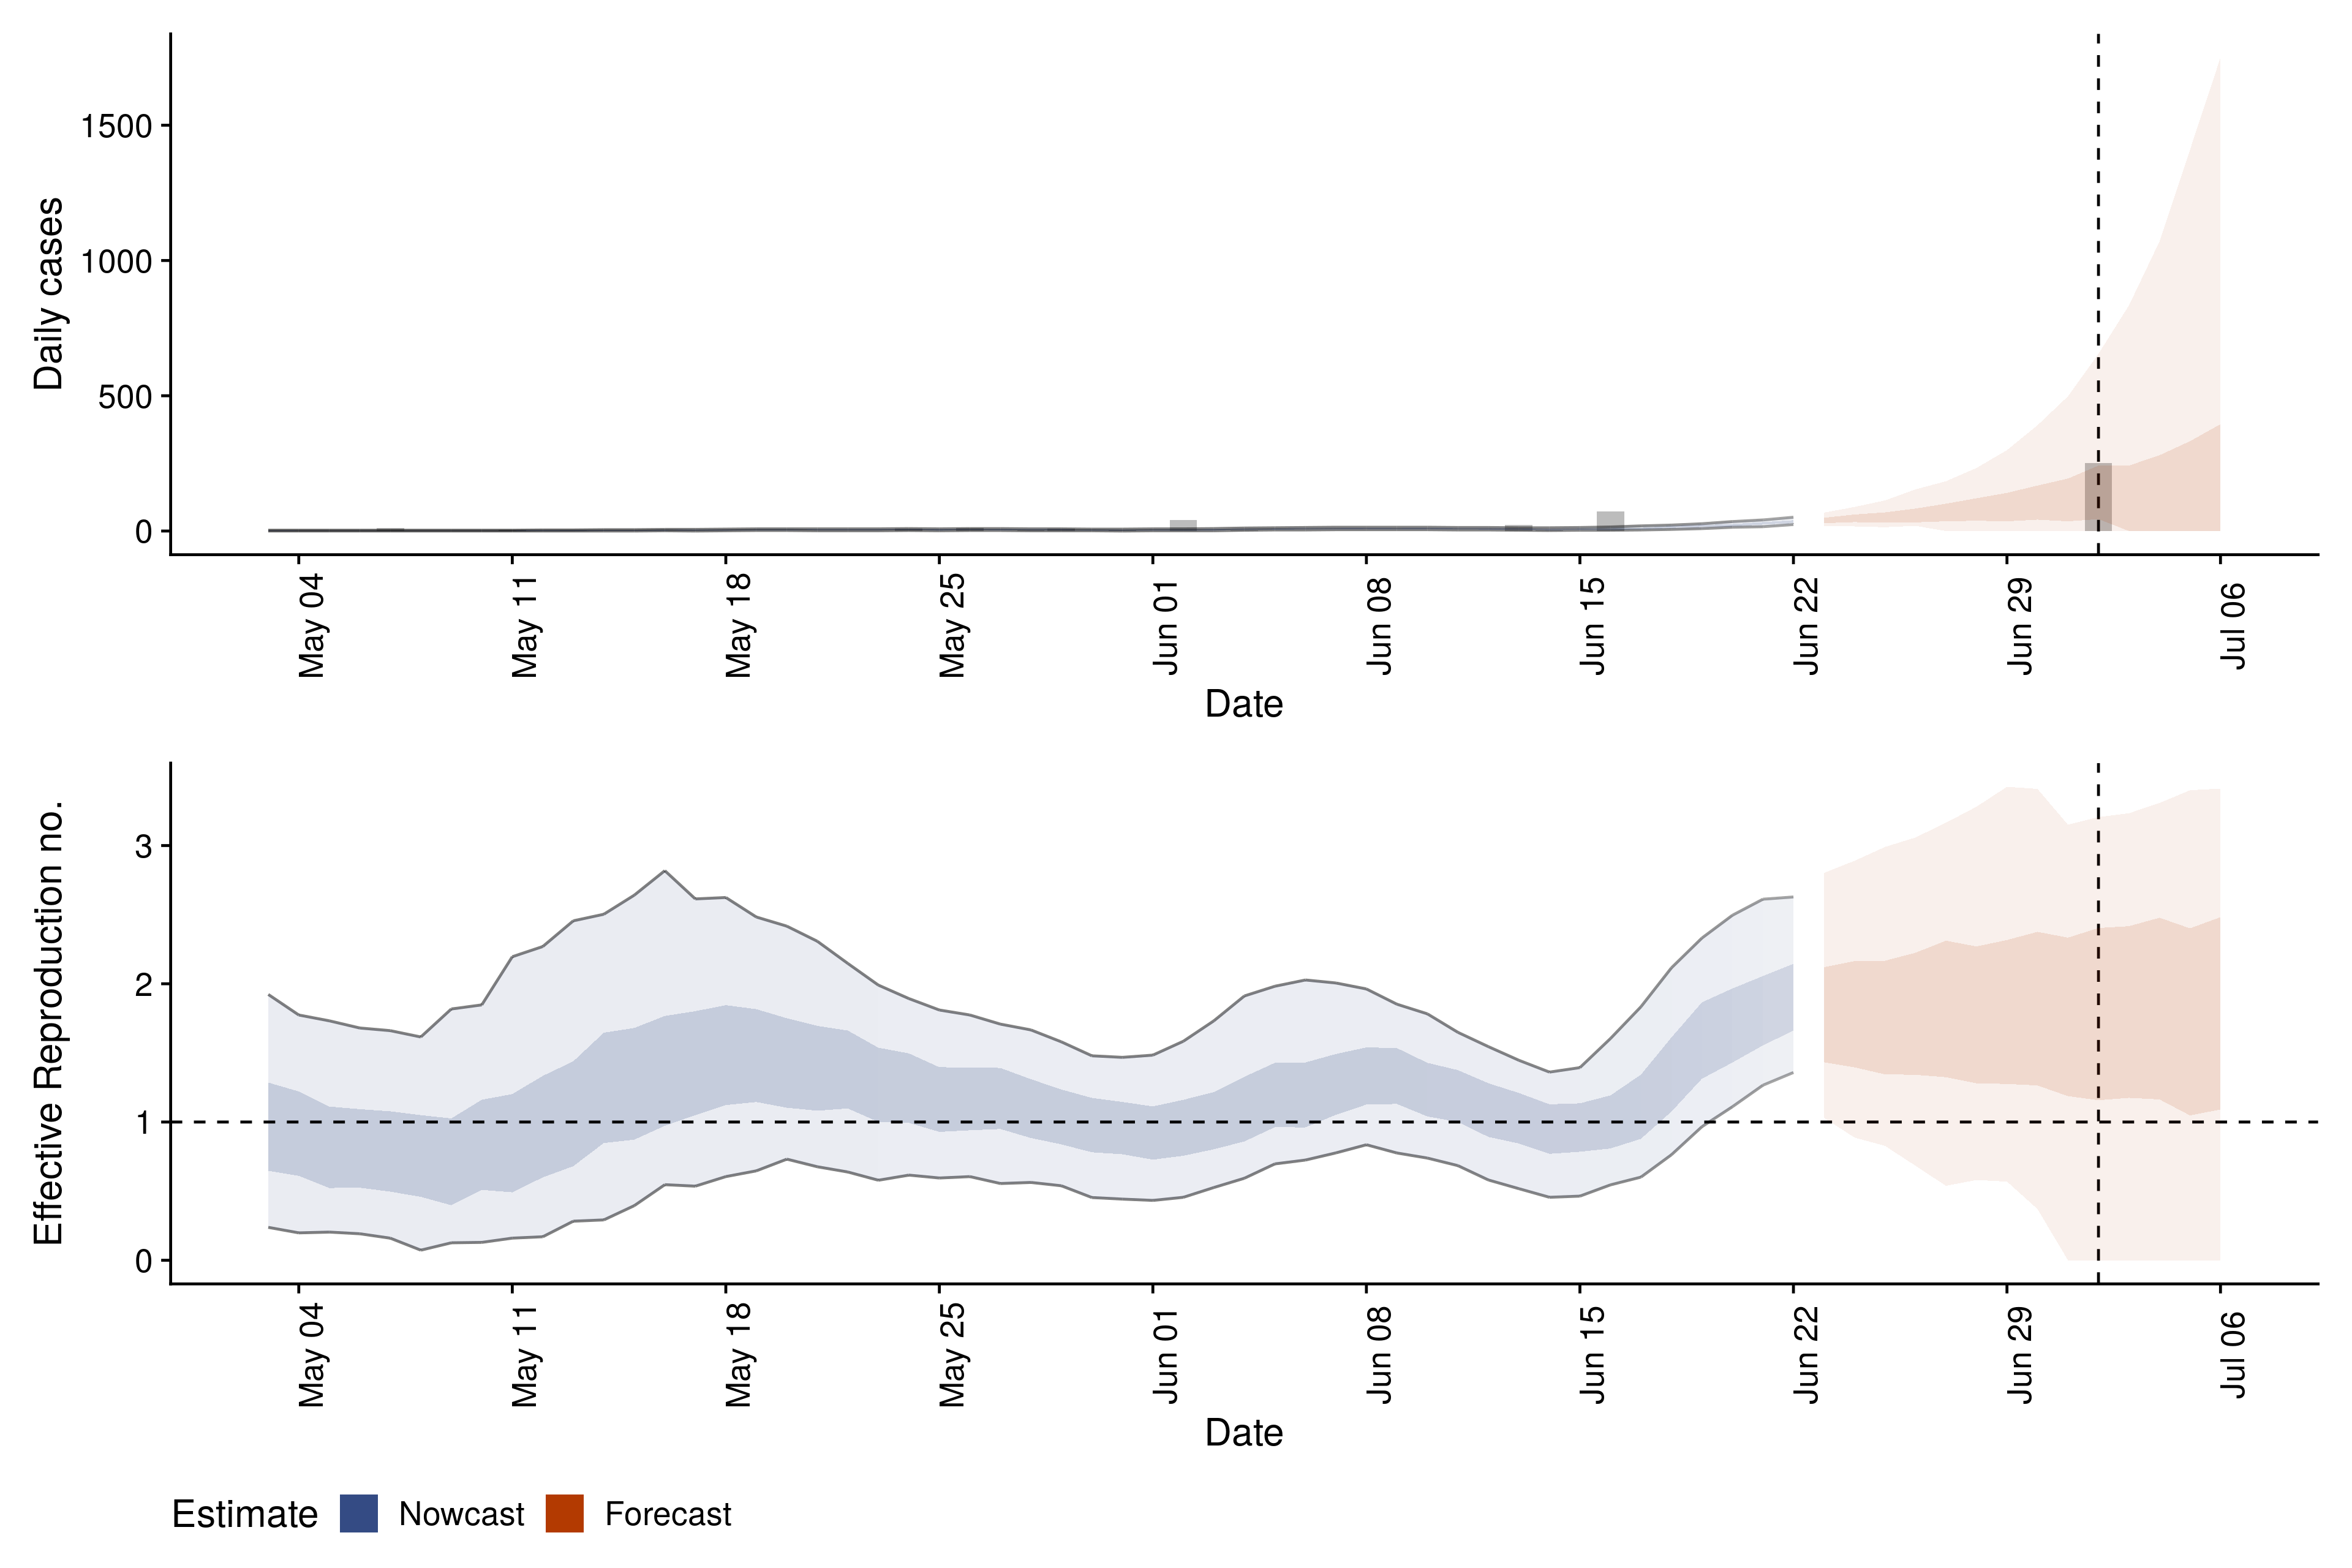 Daily cases
1500
1000
500
0
May 04
May 11
May 18
May 25
Jun 01
Jun 08
Jun 15
Jun 22
Jun 29
Jul 06
Date
Effective Reproduction no.
3
2
1
0
May 04
May 11
May 18
May 25
Jun 01
Jun 08
Jun 15
Jun 22
Jun 29
Jul 06
Date
Estimate Nowcast Forecast